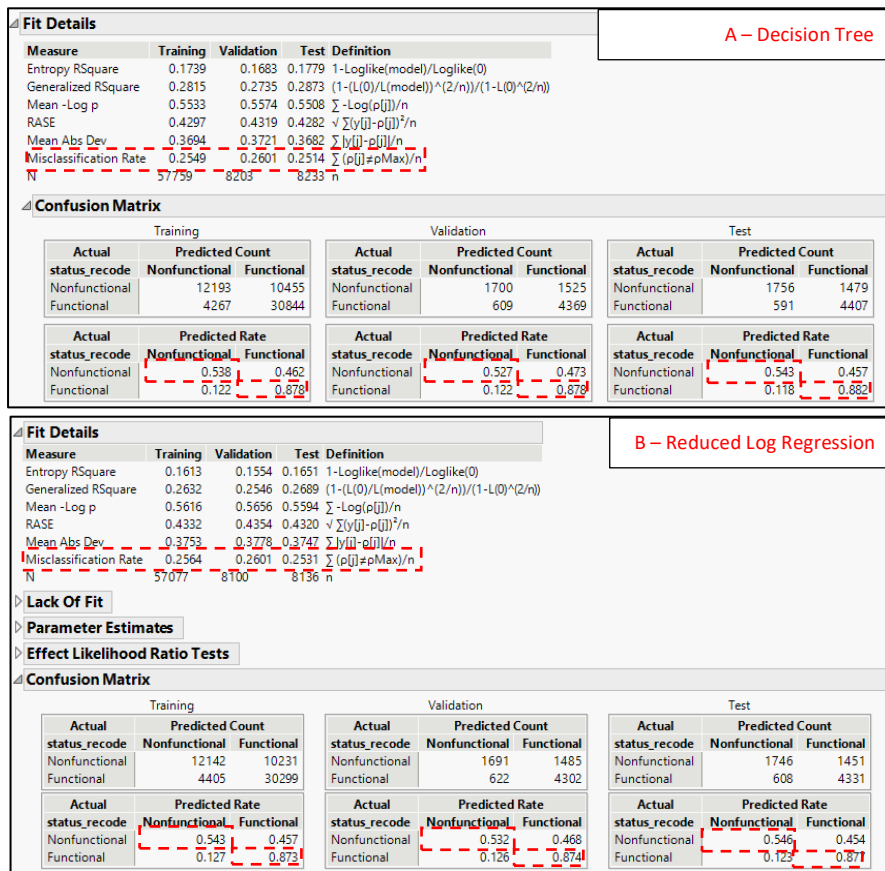 Fit Details
A – Decision Tree
Measure Training Validation Test Definition
Entropy RSquare 0.1739 0.1683 0.1779 1-Loglike(model)/Loglike(0)
Generalized RSquare 0.2815 0.2735 0.2873 (1-(L(0)/L(model))^(2/n))/(1-L(0)^(2/n))
Mean -Log p 0.5533 0.5574 0.5508 ∑ -Log(ρ[j])/n
RASE 0.4297 0.4319 0.4282 √ ∑(y[j]-ρ[j])²/n
Mean Abs Dev 0.3694 0.3721 0.3682 ∑ |y[j]-ρ[j]|/n
Misclassification Rate 0.2549 0.2601 0.2514 ∑ (ρ[j]≠ρMax)/n
N 57759 8203 8233 n
Confusion Matrix
Training Validation Test
Actual Predicted Count Actual Predicted Count Actual Predicted Count
status_recode Nonfunctional Functional status_recode Nonfunctional Functional status_recode Nonfunctional Functional
Nonfunctional 12193 10455 Nonfunctional 1700 1525 Nonfunctional 1756 1479
Functional 4267 30844 Functional 609 4369 Functional 591 4407
Actual Predicted Rate Actual Predicted Rate Actual Predicted Rate
status_recode Nonfunctional Functional status_recode Nonfunctional Functional status_recode Nonfunctional Functional
Nonfunctional 0.538 0.462 Nonfunctional 0.527 0.473 Nonfunctional 0.543 0.457
Functional 0.122 0.878 Functional 0.122 0.878 Functional 0.118 0.882
Fit Details
B – Reduced Log Regression
Measure Training Validation Test Definition
Entropy RSquare 0.1613 0.1554 0.1651 1-Loglike(model)/Loglike(0)
Generalized RSquare 0.2632 0.2546 0.2689 (1-(L(0)/L(model))^(2/n))/(1-L(0)^(2/n))
Mean -Log p 0.5616 0.5656 0.5594 ∑ -Log(ρ[j])/n
RASE 0.4332 0.4354 0.4320 √ ∑(y[j]-ρ[j])²/n
Mean Abs Dev 0.3753 0.3778 0.3747 ∑ |y[j]-ρ[j]|/n
Misclassification Rate 0.2564 0.2601 0.2531 ∑ (ρ[j]≠ρMax)/n
N 57077 8100 8136 n
Lack Of Fit
Parameter Estimates
Effect Likelihood Ratio Tests
Confusion Matrix
Training Validation Test
Actual Predicted Count Actual Predicted Count Actual Predicted Count
status_recode Nonfunctional Functional status_recode Nonfunctional Functional status_recode Nonfunctional Functional
Nonfunctional 12142 10231 Nonfunctional 1691 1485 Nonfunctional 1746 1451
Functional 4405 30299 Functional 622 4302 Functional 608 4331
Actual Predicted Rate Actual Predicted Rate Actual Predicted Rate
status_recode Nonfunctional Functional status_recode Nonfunctional Functional status_recode Nonfunctional Functional
Nonfunctional 0.543 0.457 Nonfunctional 0.532 0.468 Nonfunctional 0.546 0.454
Functional 0.127 0.873 Functional 0.126 0.874 Functional 0.123 0.877